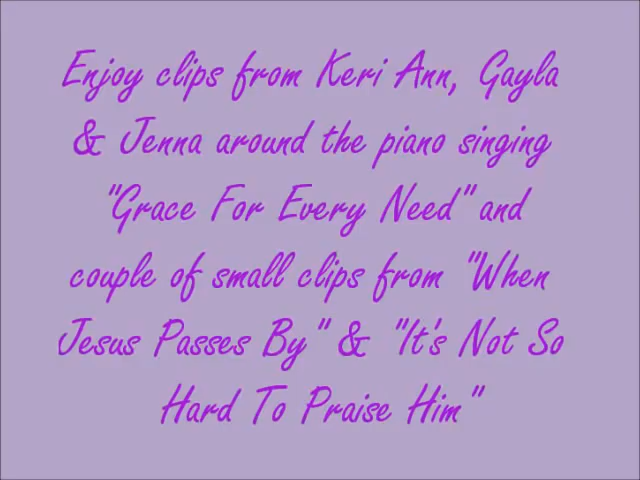 Enjoy clips from Keri Ann, Gayla
& Jenna around the piano singing
"Grace For Every Need" and
couple of small clips from "When
Jesus Passes By" & "It's Not So
Hard To Praise Him"